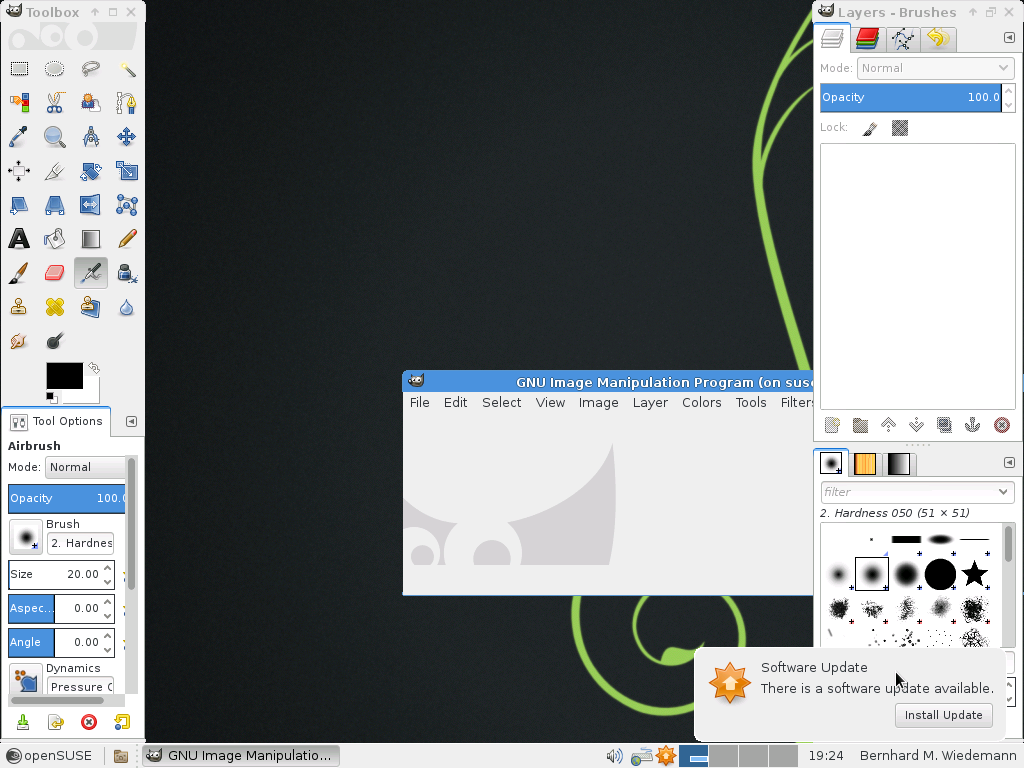 Toolbox
Layers - Brushes
Mode: Normal
Opacity 100.0
Lock:
Tool Options
Airbrush
Mode: Normal
Opacity 100.0
Brush
2. Hardnes
Size 20.00
Aspec... 0.00
Angle 0.00
Dynamics
Pressure
GNU Image Manipulation Program (on suse
File Edit Select View Image Layer Colors Tools Filters
filter
2. Hardness 050 (51 × 51)
Software Update
There is a software update available.
Install Update
openSUSE
GNU Image Manipulatio...
19:24
Bernhard M. Wiedemann